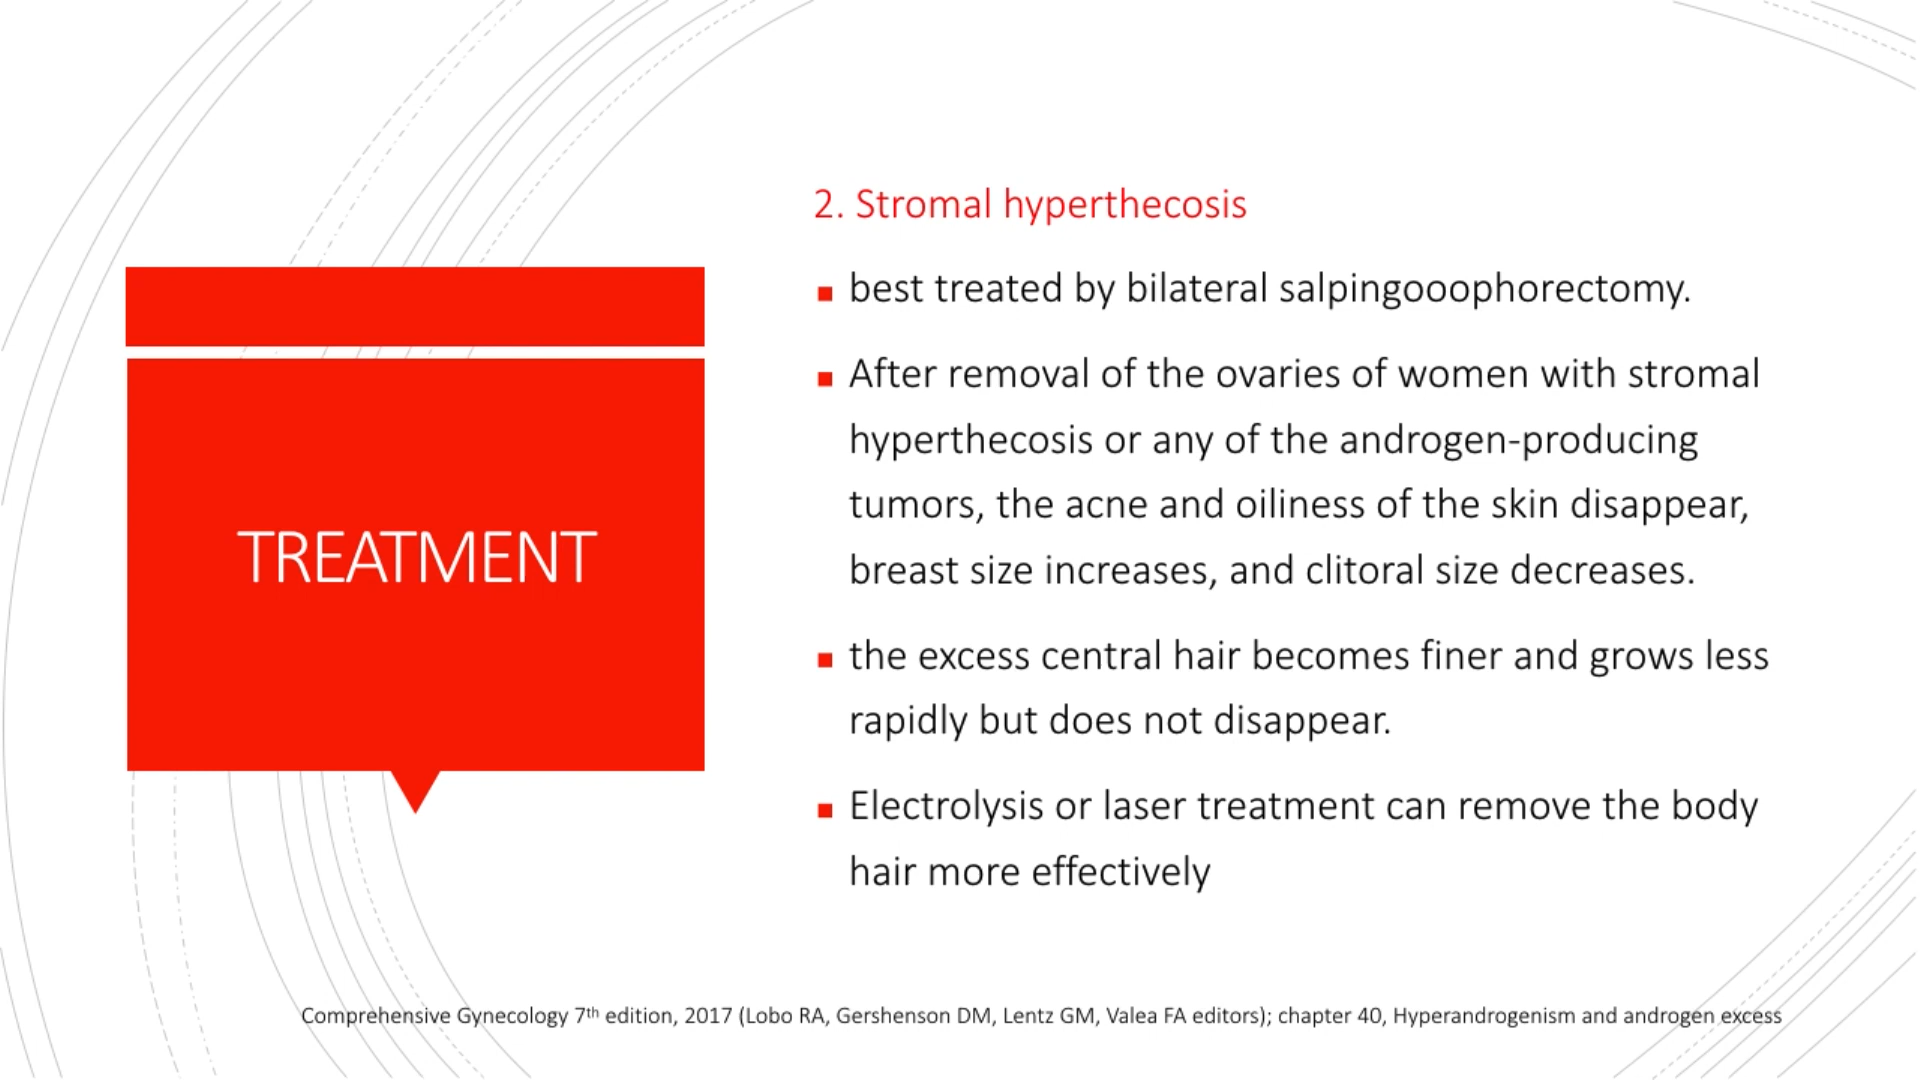 TREATMENT
2. Stromal hyperthecosis
▪ best treated by bilateral salpingooophorectomy.
▪ After removal of the ovaries of women with stromal
hyperthecosis or any of the androgen-producing
tumors, the acne and oiliness of the skin disappear,
breast size increases, and clitoral size decreases.
▪ the excess central hair becomes finer and grows less
rapidly but does not disappear.
▪ Electrolysis or laser treatment can remove the body
hair more effectively
Comprehensive Gynecology 7th edition, 2017 (Lobo RA, Gershenson DM, Lentz GM, Valea FA editors); chapter 40, Hyperandrogenism and androgen excess